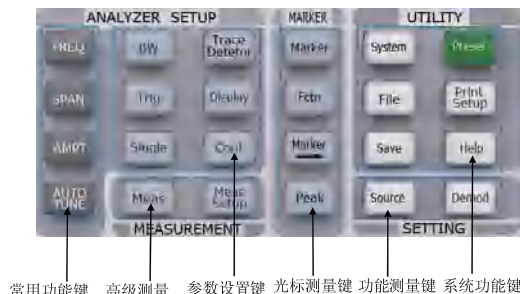 ANALYZER SETUP MARKER UTILITY
FREQ BW Trace Detetor Marker System Preset
SPAN Trig Display Fctn File Print Setup
AMPT Single Cont Marker Save Help
AUTO TUNE Meas Meas Setup Peak Source Demod
MEASUREMENT SETTING
常用功能键 高级测量 参数设置键 光标测量键 功能测量键 系统功能键